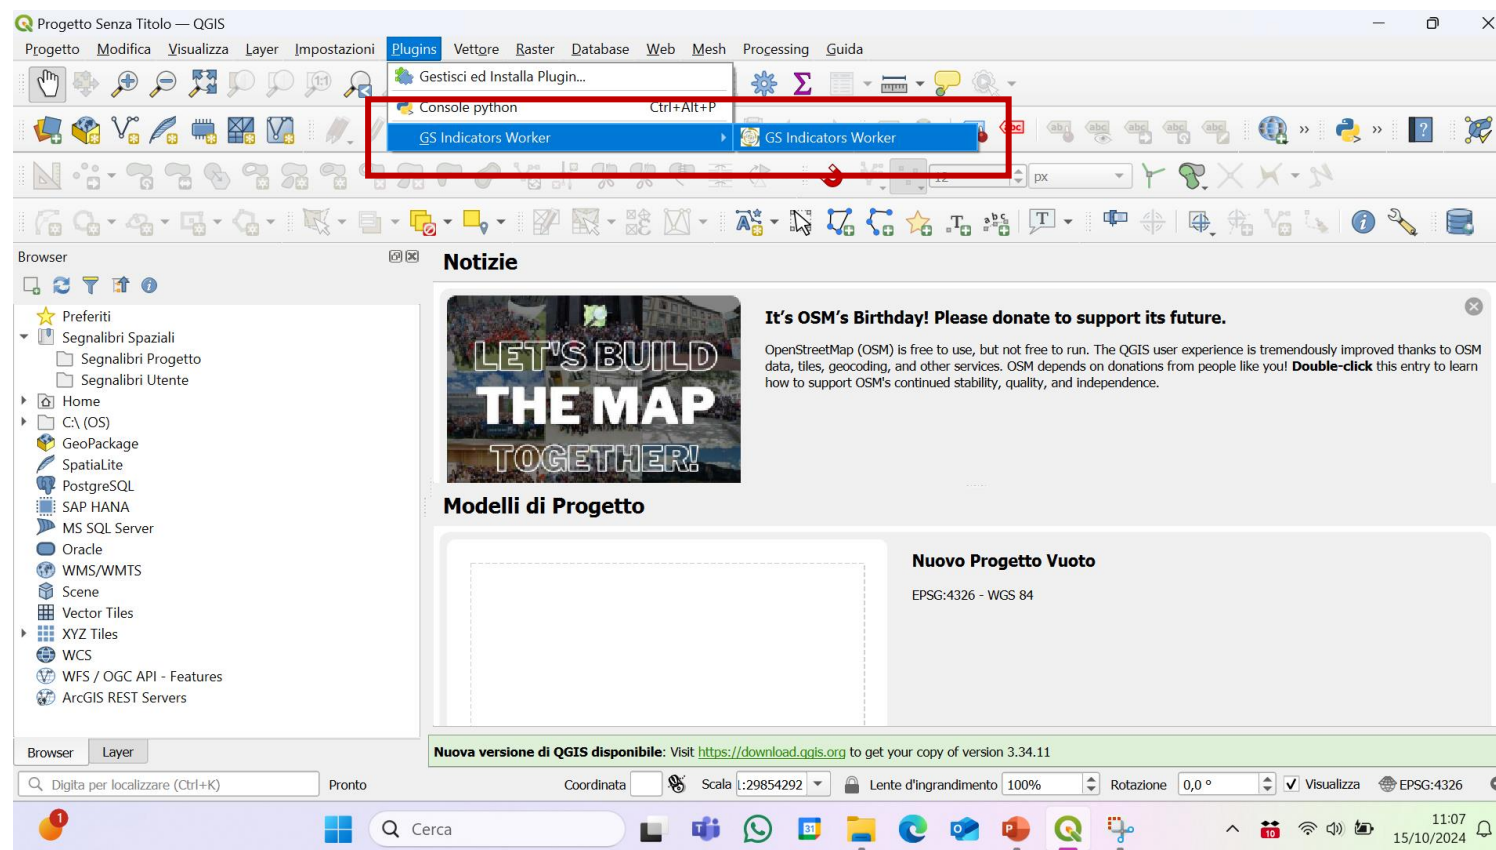 Progetto Senza Titolo — QGIS
Progetto Modifica Visualizza Layer Impostazioni Plugins Vettore Raster Database Web Mesh Processing Guida
Gestisci ed Installa Plugin...
Console python Ctrl+Alt+P
GS Indicators Worker
GS Indicators Worker
px
Browser
Notizie
Preferiti
Segnalibri Spaziali
Segnalibri Progetto
Segnalibri Utente
Home
C:\ (OS)
GeoPackage
SpatiaLite
PostgreSQL
SAP HANA
MS SQL Server
Oracle
WMS/WMTS
Scene
Vector Tiles
XYZ Tiles
WCS
WFS / OGC API - Features
ArcGIS REST Servers
LET'S BUILD
THE MAP
TOGETHER!
It's OSM's Birthday! Please donate to support its future.
OpenStreetMap (OSM) is free to use, but not free to run. The QGIS user experience is tremendously improved thanks to OSM
data, tiles, geocoding, and other services. OSM depends on donations from people like you! Double-click this entry to learn
how to support OSM's continued stability, quality, and independence.
Modelli di Progetto
Nuovo Progetto Vuoto
EPSG:4326 - WGS 84
Browser Layer
Nuova versione di QGIS disponibile: Visit https://download.qgis.org to get your copy of version 3.34.11
Digita per localizzare (Ctrl+K) Pronto Coordinata Scala 1:29854292 Lente d'ingrandimento 100% Rotazione 0,0 ° Visualizza EPSG:4326
1
Cerca
31
10
11:07
15/10/2024